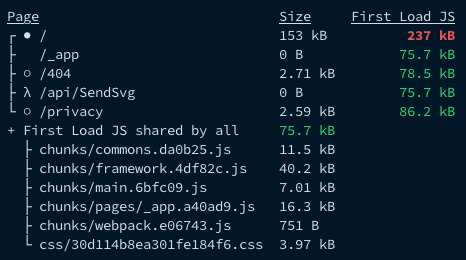 Page Size First Load JS
┌ ● / 153 kB 237 kB
├ /_app 0 B 75.7 kB
├ ○ /404 2.71 kB 78.5 kB
├ λ /api/SendSvg 0 B 75.7 kB
└ ○ /privacy 2.59 kB 86.2 kB
+ First Load JS shared by all 75.7 kB
├ chunks/commons.da0b25.js 11.5 kB
├ chunks/framework.4df82c.js 40.2 kB
├ chunks/main.6bfc09.js 7.01 kB
├ chunks/pages/_app.a40ad9.js 16.3 kB
├ chunks/webpack.e06743.js 751 B
└ css/30d114b8ea301fe184f6.css 3.97 kB